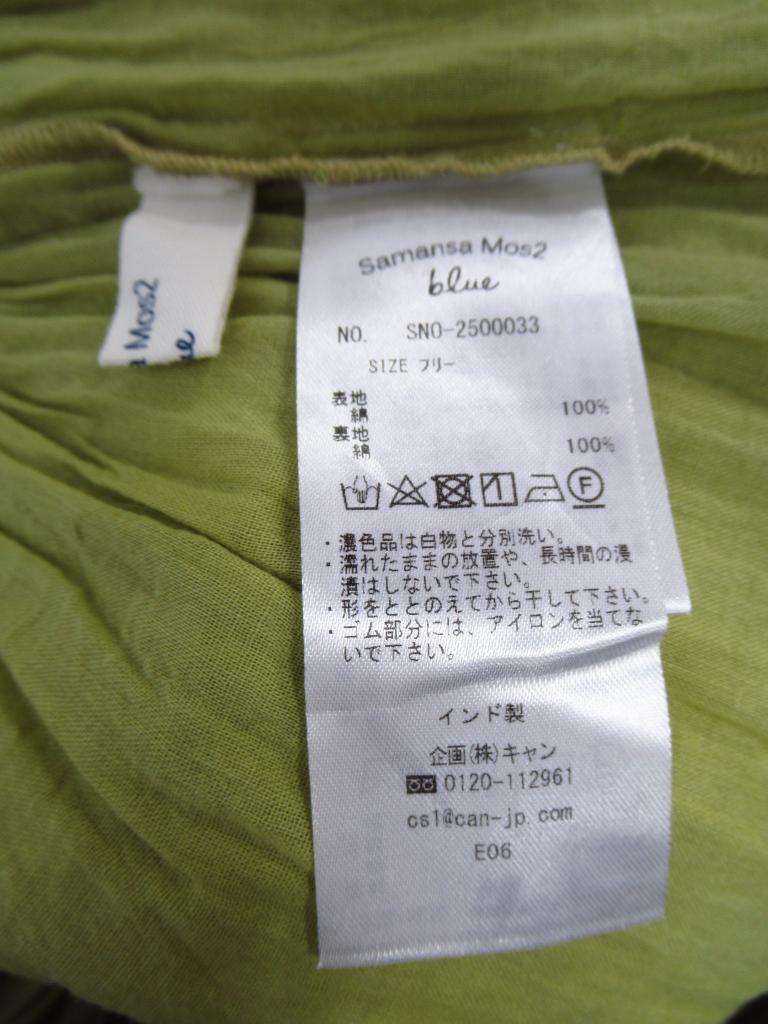 Mos2
Samansa Mos2
blue
NO. SNO-2500033
SIZE フリー
表地
綿 100%
裏地
綿 100%
F
・濃色品は白物と分別洗い。
・濡れたままの放置や、長時間の浸
漬はしないで下さい。
・形をととのえてから干して下さい。
・ゴム部分には、アイロンを当てな
いで下さい。
インド製
企画(株)キャン
0120-112961
cs1@can-jp.com
E06